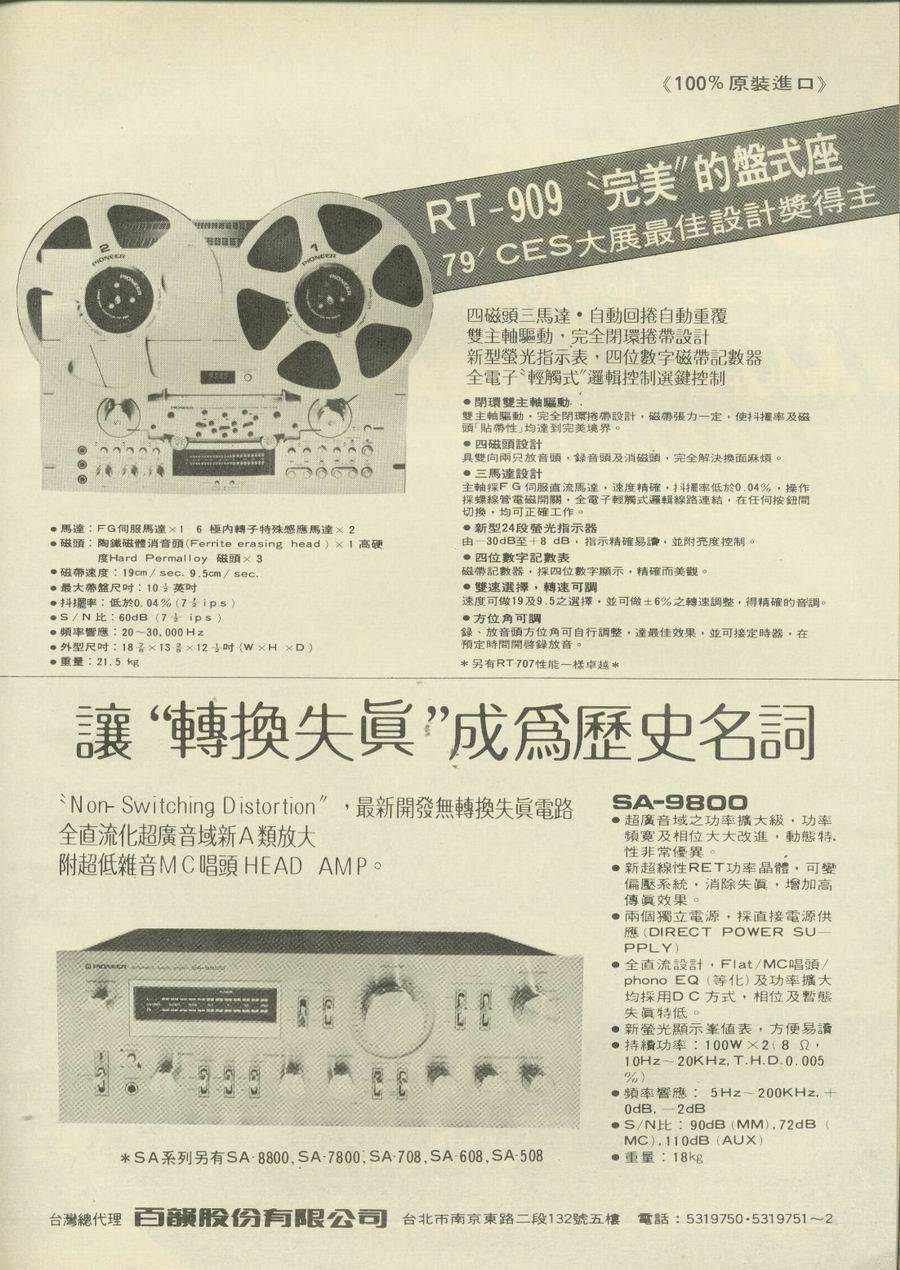 《100%原裝進口》
RT-909〝完美〞的盤式座
79′CES大展最佳設計獎得主
2
PIONEER
PIONEER
1
PIONEER
PIONEER
四磁頭三馬達•自動回捲自動重覆
雙主軸驅動，完全閉環捲帶設計
新型螢光指示表，四位數字磁帶記數器
全電子〝輕觸式〞邏輯控制選鍵控制
●閉環雙主軸驅動
雙主軸驅動，完全閉環捲帶設計，磁帶張力一定，使抖擺率及磁
頭「貼帶性」均達到完美境界。
●四磁頭設計
具雙向兩只放音頭，錄音頭及消磁頭，完全解決換面麻煩。
●三馬達設計
主軸採FG伺服直流馬達，速度精確，抖擺率低於0.04%，操作
採螺線管電磁開關，全電子輕觸式邏輯線路連結，在任何按鈕間
切換，均可正確工作。
●新型24段螢光指示器
由－30dB至＋8 dB，指示精確易讀，並附亮度控制。
●四位數字記數表
磁帶記數器，採四位數字顯示，精確而美觀。
●雙速選擇，轉速可調
速度可做19及9.5之選擇，並可做±6%之轉速調整，得精確的音調。
●方位角可調
錄、放音頭方位角可自行調整，達最佳效果，並可接定時器，在
預定時間開啓錄放音。
＊另有RT-707性能一樣卓越＊
●馬達：FG伺服馬達×1 6 極內轉子特殊感應馬達×2
●磁頭：陶鐵磁體消音頭(Ferrite erasing head)×1 高硬
度Hard Permalloy 磁頭×3
●磁帶速度：19cm/sec. 9.5cm/sec.
●最大帶盤尺吋：10½英吋
●抖擺率：低於0.04%(7½ips)
●S/N比：60dB (7½ ips)
●頻率響應：20～30,000Hz
●外型尺吋：18⅞×13⅜×12½吋(W×H×D)
●重量：21.5 kg
讓“轉換失眞”成爲歷史名詞
〝Non-Switching Distortion〞，最新開發無轉換失眞電路
全直流化超廣音域新A類放大
附超低雜音MC唱頭HEAD AMP。
SA-9800
●超廣音域之功率擴大級，功率
頻寬及相位大大改進，動態特
性非常優異。
●新超線性RET功率晶體，可變
偏壓系統，消除失眞，增加高
傳眞效果。
●兩個獨立電源，採直接電源供
應(DIRECT POWER SU—
PPLY)
●全直流設計，Flat/MC唱頭/
phono EQ (等化)及功率擴大
均採用DC方式，相位及暫態
失眞特低。
●新螢光顯示峯値表，方便易讀
●持續功率：100W×2(8 Ω，
10Hz～20KHz, T.H.D.0.005
%)
●頻率響應： 5Hz～200KHz, ＋
0dB, －2dB
●S/N比：90dB (MM), 72dB (
MC), 110dB (AUX)
●重量：18kg
PIONEER
＊SA系列另有SA-8800, SA-7800, SA-708, SA-608, SA-508
台灣總代理 百韻股份有限公司 台北市南京東路二段132號五樓 電話：5319750•5319751～2